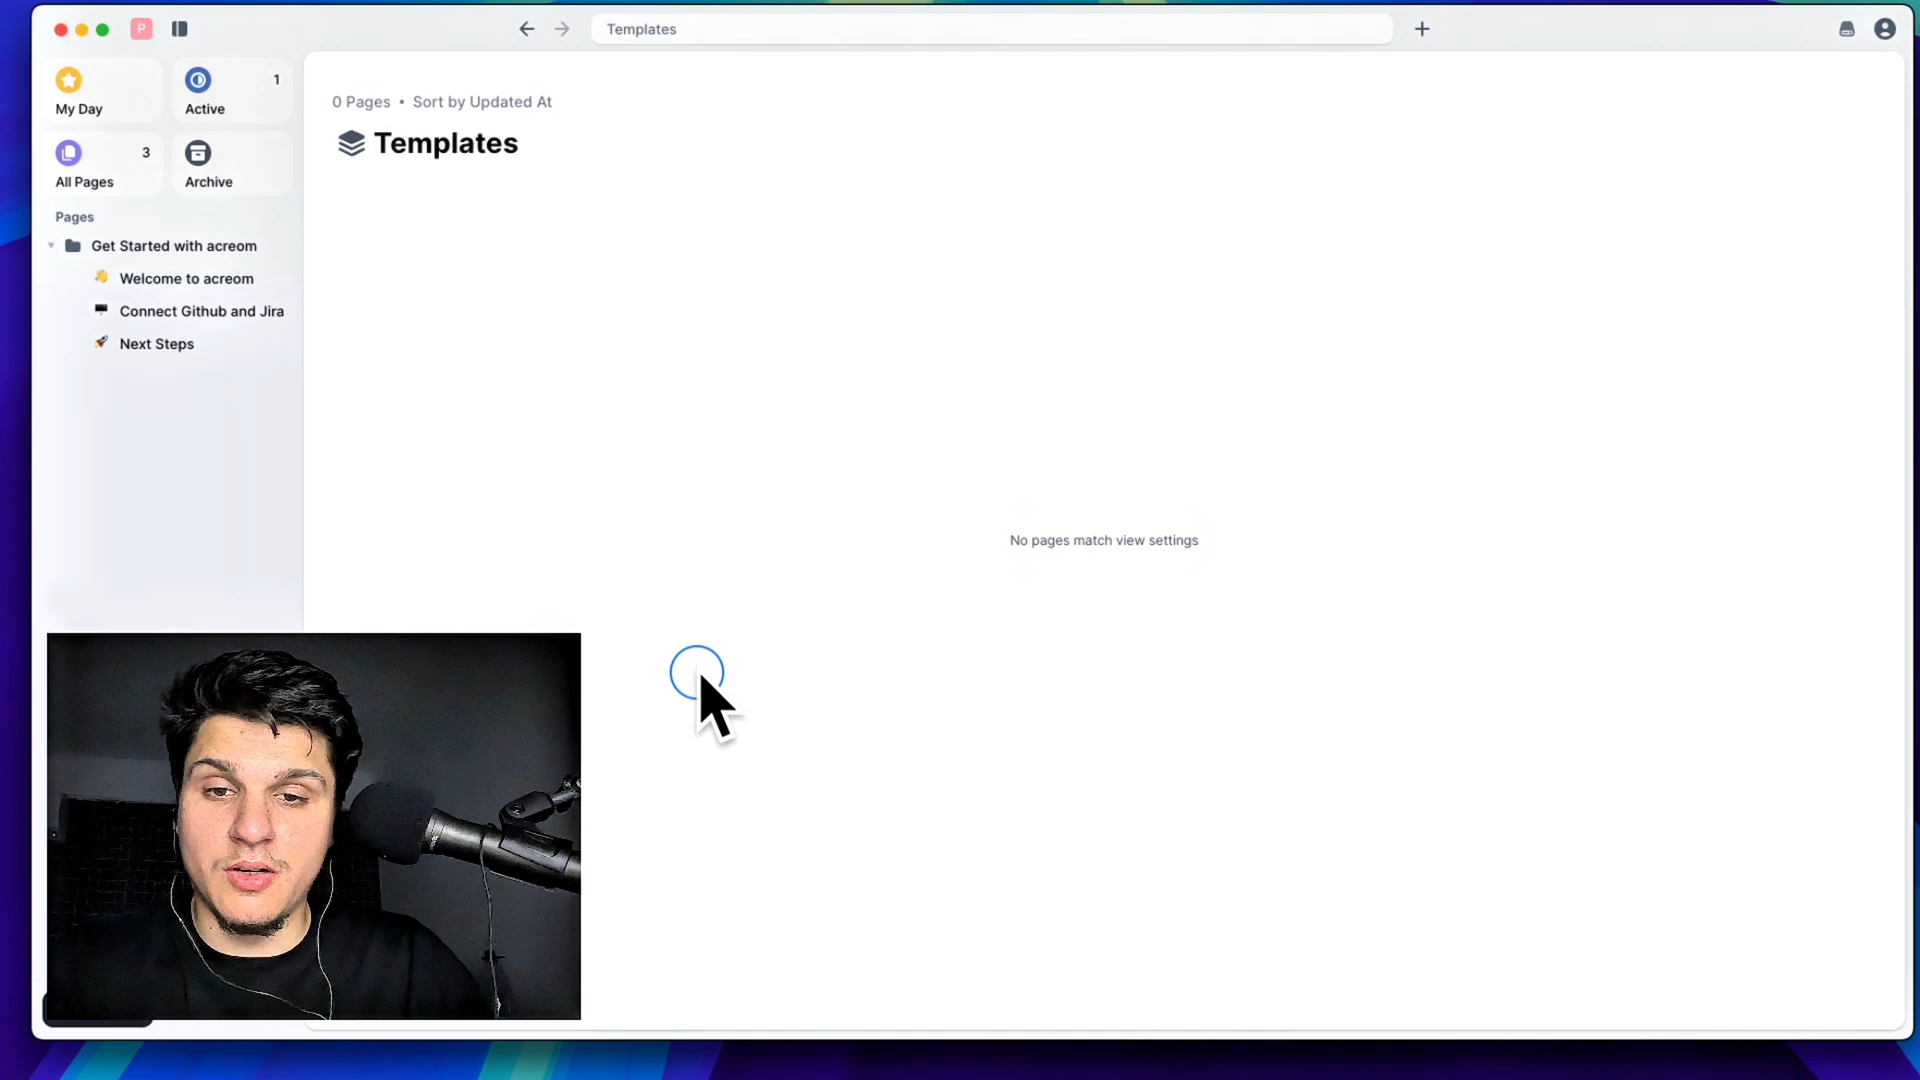 P
Templates
My Day
Active
1
All Pages
3
Archive
Pages
Get Started with acreom
Welcome to acreom
Connect Github and Jira
Next Steps
0 Pages • Sort by Updated At
Templates
No pages match view settings